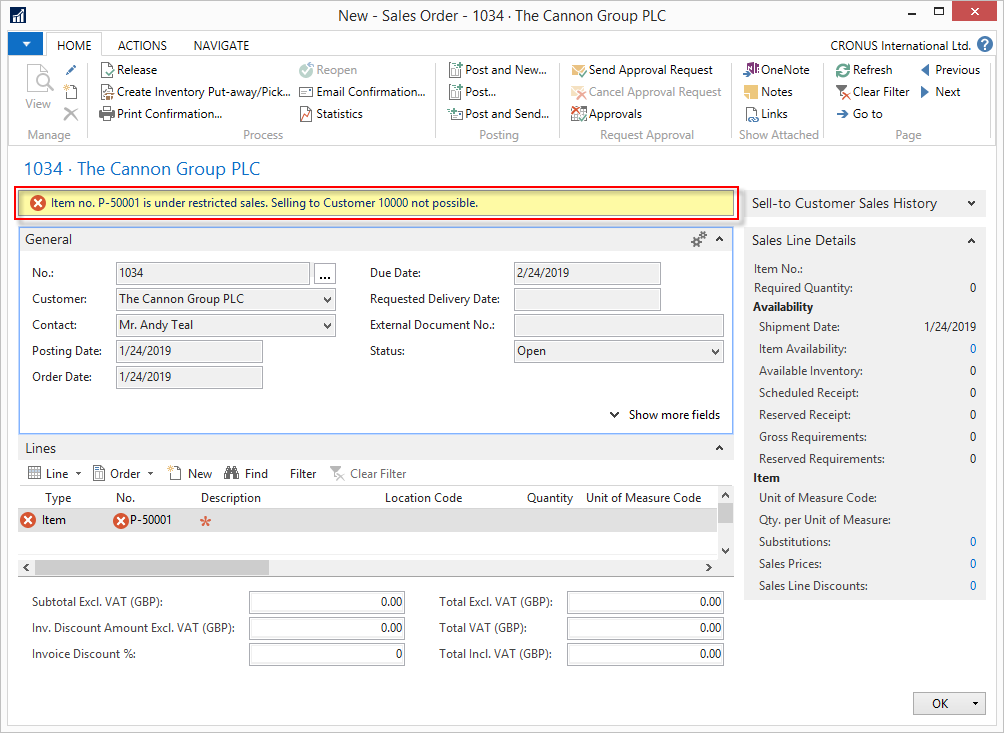 New - Sales Order - 1034 · The Cannon Group PLC
HOME ACTIONS NAVIGATE CRONUS International Ltd. ?
View
Manage
Release Reopen
Create Inventory Put-away/Pick... Email Confirmation...
Print Confirmation... Statistics
Process
Post and New...
Post...
Post and Send...
Posting
Send Approval Request
Cancel Approval Request
Approvals
Request Approval
OneNote
Notes
Links
Show Attached
Refresh Previous
Clear Filter Next
Go to
Page
1034 · The Cannon Group PLC
Item no. P-50001 is under restricted sales. Selling to Customer 10000 not possible.
General
No.: 1034 ... Due Date: 2/24/2019
Customer: The Cannon Group PLC Requested Delivery Date:
Contact: Mr. Andy Teal External Document No.:
Posting Date: 1/24/2019 Status: Open
Order Date: 1/24/2019
Show more fields
Lines
Line Order New Find Filter Clear Filter
Type No. Description Location Code Quantity Unit of Measure Code
Item P-50001 *
Subtotal Excl. VAT (GBP): 0.00 Total Excl. VAT (GBP): 0.00
Inv. Discount Amount Excl. VAT (GBP): 0.00 Total VAT (GBP): 0.00
Invoice Discount %: 0 Total Incl. VAT (GBP): 0.00
Sell-to Customer Sales History
Sales Line Details
Item No.:
Required Quantity: 0
Availability
Shipment Date: 1/24/2019
Item Availability: 0
Available Inventory: 0
Scheduled Receipt: 0
Reserved Receipt: 0
Gross Requirements: 0
Reserved Requirements: 0
Item
Unit of Measure Code:
Qty. per Unit of Measure:
Substitutions: 0
Sales Prices: 0
Sales Line Discounts: 0
OK